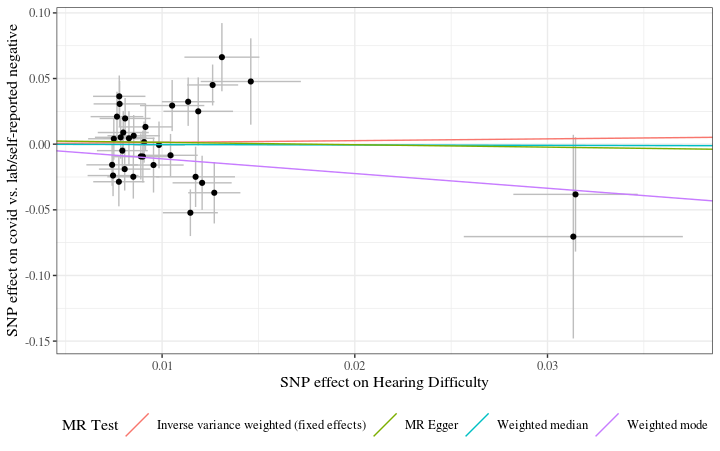 0.10
0.05
0.00
-0.05
-0.10
-0.15
SNP effect on covid vs. lab/self-reported negative
0.01 0.02 0.03
SNP effect on Hearing Difficulty
MR Test Inverse variance weighted (fixed effects) MR Egger Weighted median Weighted mode